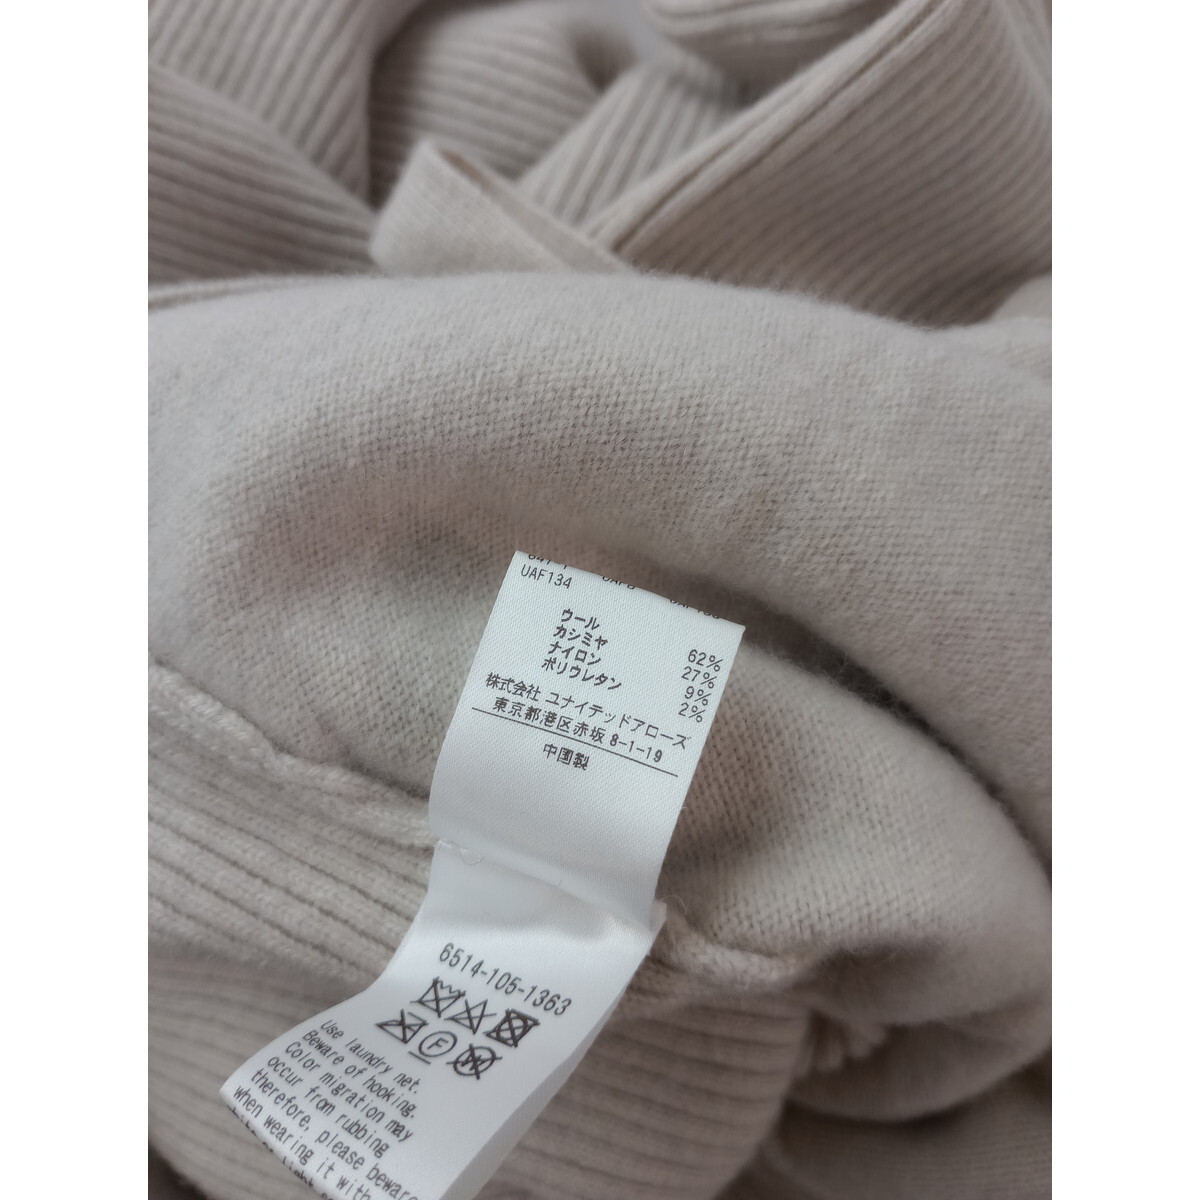 UAF134
ウール 62%
カシミヤ 27%
ナイロン 9%
ポリウレタン 2%
株式会社 ユナイテッドアローズ
東京都港区赤坂 8-1-19
中国製
6514-105-1363
F
W
Use laundry net.
Beware of hooking.
Color migration may
occur from rubbing
therefore, please beware
when wearing it with